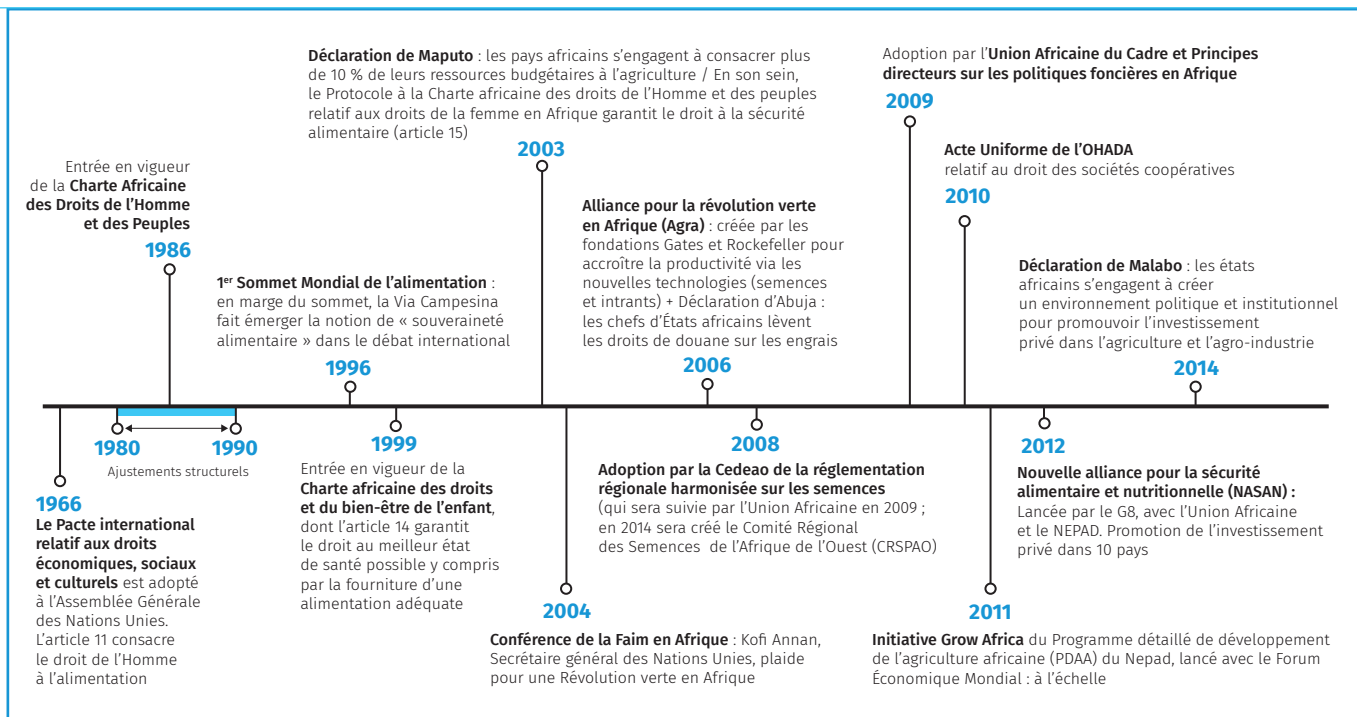 Déclaration de Maputo : les pays africains s’engagent à consacrer plus
de 10 % de leurs ressources budgétaires à l’agriculture / En son sein,
le Protocole à la Charte africaine des droits de l’Homme et des peuples
relatif aux droits de la femme en Afrique garantit le droit à la sécurité
alimentaire (article 15)
2003
Adoption par l’Union Africaine du Cadre et Principes
directeurs sur les politiques foncières en Afrique
2009
Entrée en vigueur
de la Charte Africaine
des Droits de l’Homme
et des Peuples
1986
Acte Uniforme de l’OHADA
relatif au droit des sociétés coopératives
2010
Alliance pour la révolution verte
en Afrique (Agra) : créée par les
fondations Gates et Rockefeller pour
accroître la productivité via les
nouvelles technologies (semences
et intrants) + Déclaration d’Abuja :
les chefs d’États africains lèvent
les droits de douane sur les engrais
2006
1er Sommet Mondial de l’alimentation :
en marge du sommet, la Via Campesina
fait émerger la notion de « souveraineté
alimentaire » dans le débat international
1996
Déclaration de Malabo : les états
africains s’engagent à créer
un environnement politique et institutionnel
pour promouvoir l’investissement
privé dans l’agriculture et l’agro-industrie
2014
1980
1990
Ajustements structurels
1966
Le Pacte international
relatif aux droits
économiques, sociaux
et culturels est adopté
à l’Assemblée Générale
des Nations Unies.
L’article 11 consacre
le droit de l’Homme
à l’alimentation
1999
Entrée en vigueur de la
Charte africaine des droits
et du bien-être de l’enfant,
dont l’article 14 garantit
le droit au meilleur état
de santé possible y compris
par la fourniture d’une
alimentation adéquate
2008
Adoption par la Cedeao de la réglementation
régionale harmonisée sur les semences
(qui sera suivie par l’Union Africaine en 2009 ;
en 2014 sera créé le Comité Régional
des Semences de l’Afrique de l’Ouest (CRSPAO)
2012
Nouvelle alliance pour la sécurité
alimentaire et nutritionnelle (NASAN) :
Lancée par le G8, avec l’Union Africaine
et le NEPAD. Promotion de l’investissement
privé dans 10 pays
2004
Conférence de la Faim en Afrique : Kofi Annan,
Secrétaire général des Nations Unies, plaide
pour une Révolution verte en Afrique
2011
Initiative Grow Africa du Programme détaillé de développement
de l’agriculture africaine (PDAA) du Nepad, lancé avec le Forum
Économique Mondial : à l’échelle